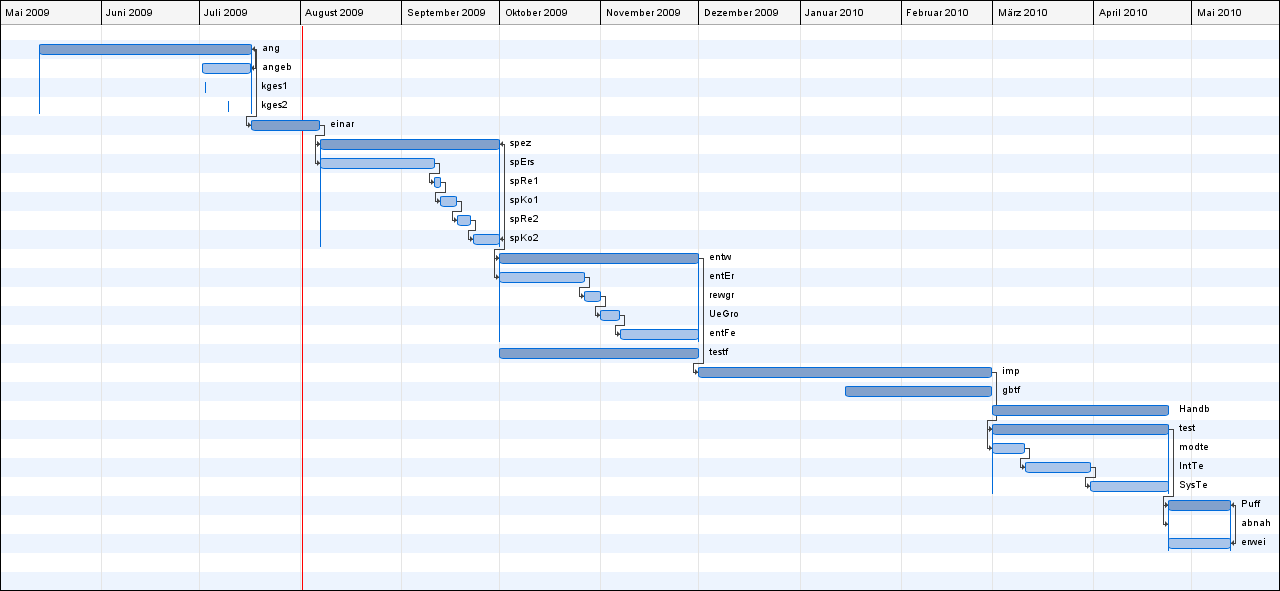 Mai 2009 Juni 2009 Juli 2009 August 2009 September 2009 Oktober 2009 November 2009 Dezember 2009 Januar 2010 Februar 2010 März 2010 April 2010 Mai 2010
ang
angeb
kges1
kges2
einar
spez
spErs
spRe1
spKo1
spRe2
spKo2
entw
entEr
rewgr
UeGro
entFe
testf
imp
gbtf
Handb
test
modte
IntTe
SysTe
Puff
abnah
erwei